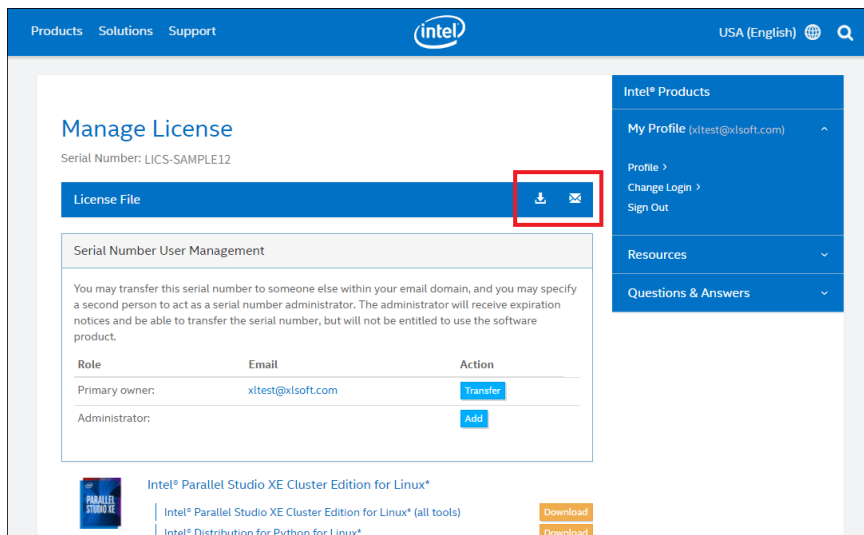 Products Solutions Support
intel
USA (English)
Manage License
Serial Number: LICS-SAMPLE12
License File
Serial Number User Management
You may transfer this serial number to someone else within your email domain, and you may specify
a second person to act as a serial number administrator. The administrator will receive expiration
notices and be able to transfer the serial number, but will not be entitled to use the software
product.
Role Email Action
Primary owner: xltest@xlsoft.com Transfer
Administrator: Add
PARALLEL
STUDIO XE
Intel® Parallel Studio XE Cluster Edition for Linux*
Intel® Parallel Studio XE Cluster Edition for Linux* (all tools) Download
Intel® Distribution for Python for Linux* Download
Intel® Products
My Profile (xltest@xlsoft.com)
Profile >
Change Login >
Sign Out
Resources
Questions & Answers